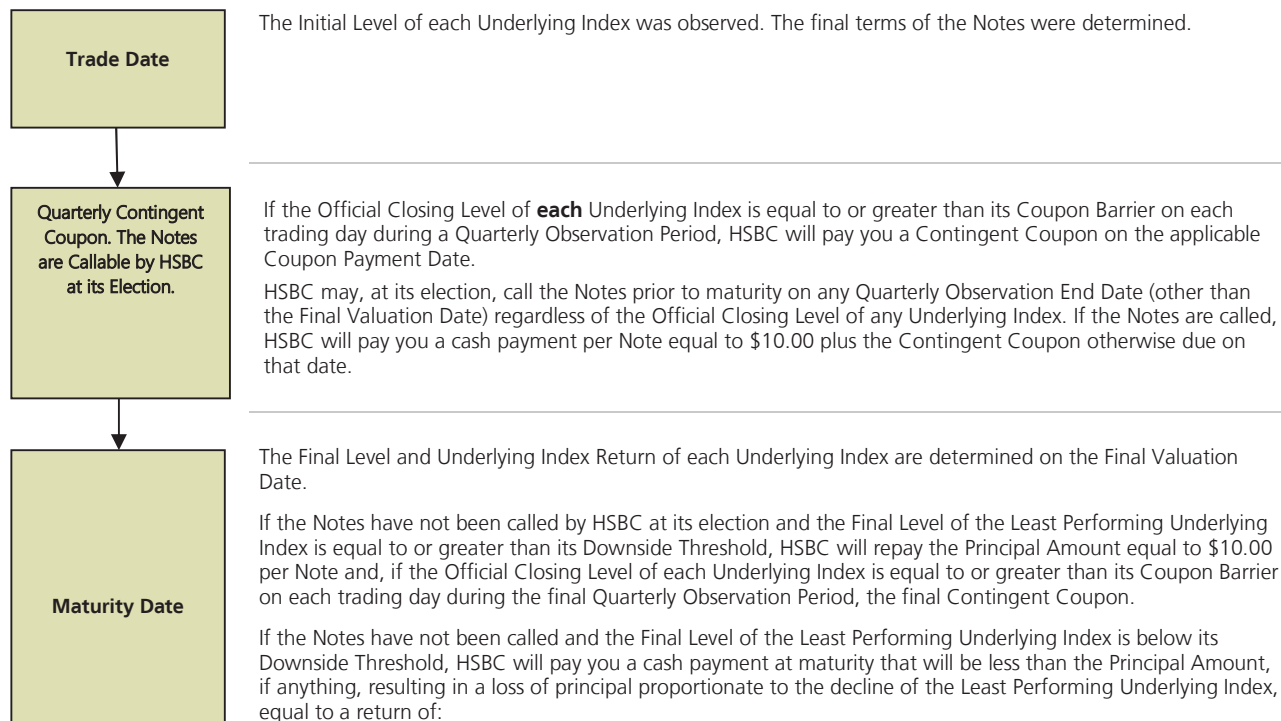 Trade Date
The Initial Level of each Underlying Index was observed. The final terms of the Notes were determined.
Quarterly Contingent
Coupon. The Notes
are Callable by HSBC
at its Election.
If the Official Closing Level of each Underlying Index is equal to or greater than its Coupon Barrier on each
trading day during a Quarterly Observation Period, HSBC will pay you a Contingent Coupon on the applicable
Coupon Payment Date.
HSBC may, at its election, call the Notes prior to maturity on any Quarterly Observation End Date (other than
the Final Valuation Date) regardless of the Official Closing Level of any Underlying Index. If the Notes are called,
HSBC will pay you a cash payment per Note equal to $10.00 plus the Contingent Coupon otherwise due on
that date.
Maturity Date
The Final Level and Underlying Index Return of each Underlying Index are determined on the Final Valuation
Date.
If the Notes have not been called by HSBC at its election and the Final Level of the Least Performing Underlying
Index is equal to or greater than its Downside Threshold, HSBC will repay the Principal Amount equal to $10.00
per Note and, if the Official Closing Level of each Underlying Index is equal to or greater than its Coupon Barrier
on each trading day during the final Quarterly Observation Period, the final Contingent Coupon.
If the Notes have not been called and the Final Level of the Least Performing Underlying Index is below its
Downside Threshold, HSBC will pay you a cash payment at maturity that will be less than the Principal Amount,
if anything, resulting in a loss of principal proportionate to the decline of the Least Performing Underlying Index,
equal to a return of: